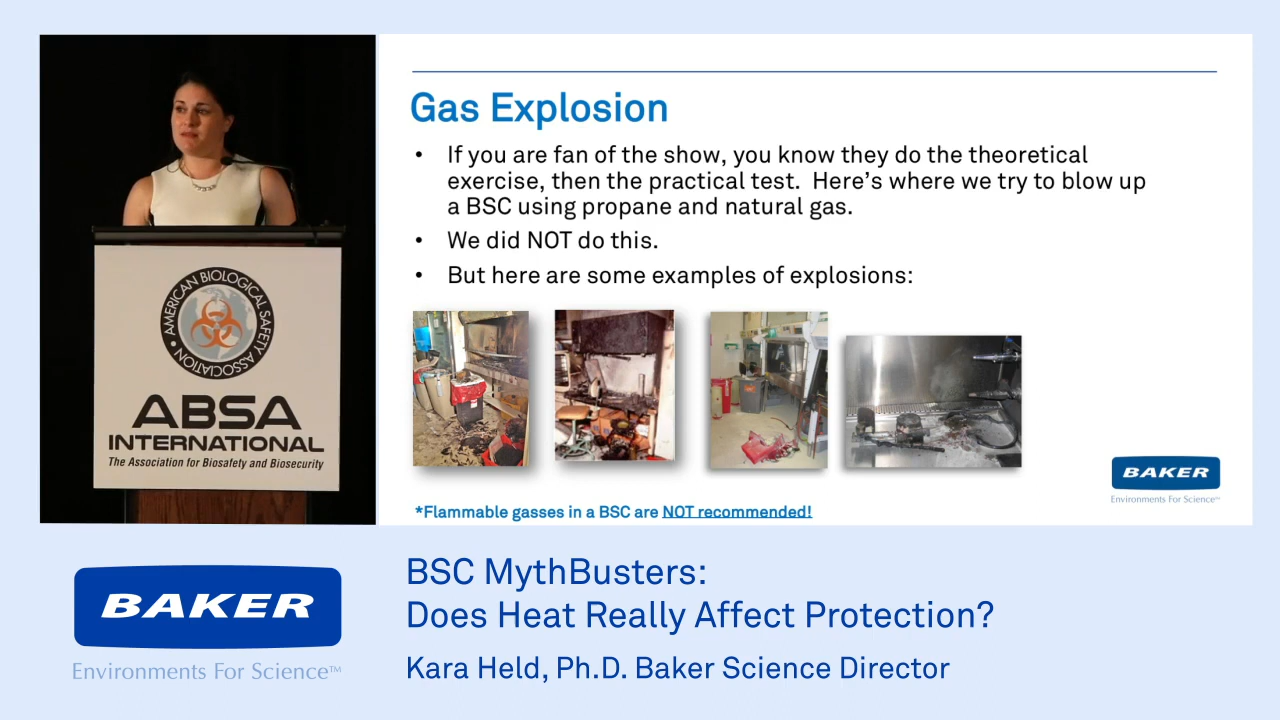 AMERICAN BIOLOGICAL SAFETY ASSOCIATION
ABSA
INTERNATIONAL
The Association for Biosafety and Biosecurity
Gas Explosion
• If you are fan of the show, you know they do the theoretical
exercise, then the practical test. Here's where we try to blow up
a BSC using propane and natural gas.
• We did NOT do this.
• But here are some examples of explosions:
*Flammable gasses in a BSC are NOT recommended!
BAKER
Environments For Science™
BAKER
Environments For Science™
BSC MythBusters:
Does Heat Really Affect Protection?
Kara Held, Ph.D. Baker Science Director